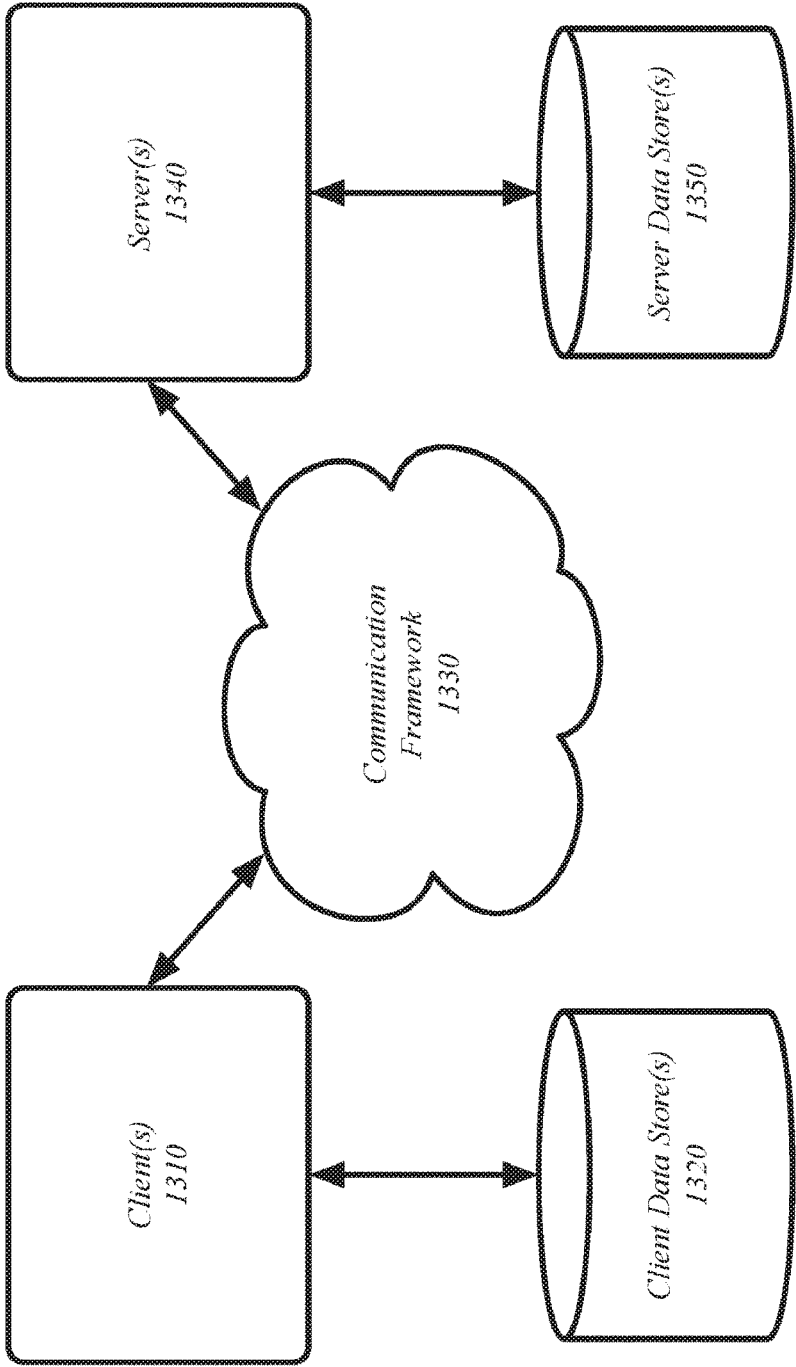 Client(s)
1310
Communication
Framework
1330
Server(s)
1340
Client Data Store(s)
1320
Server Data Store(s)
1350